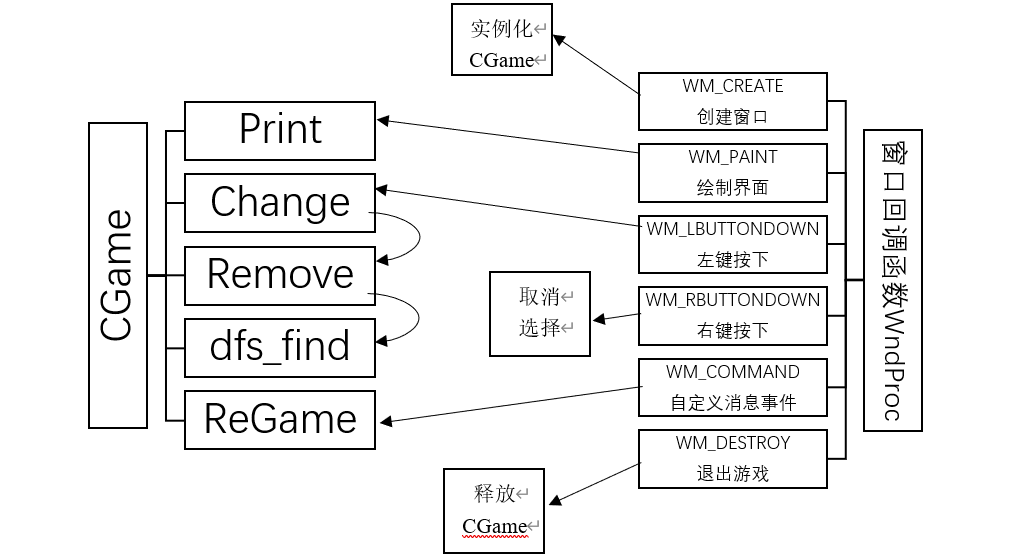 实例化
CGame
CGame
Print
Change
Remove
dfs_find
ReGame
取消
选择
释放
CGame
WM_CREATE
创建窗口
WM_PAINT
绘制界面
WM_LBUTTONDOWN
左键按下
WM_RBUTTONDOWN
右键按下
WM_COMMAND
自定义消息事件
WM_DESTROY
退出游戏
窗口回调函数WndProc